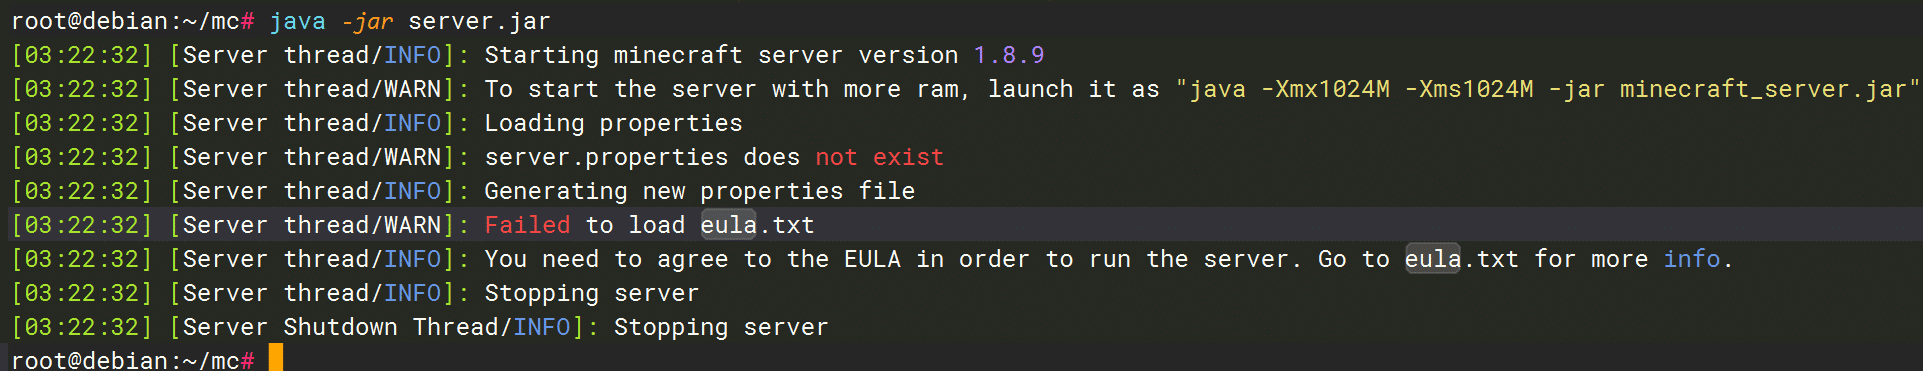 root@debian:~/mc# java -jar server.jar
[03:22:32] [Server thread/INFO]: Starting minecraft server version 1.8.9
[03:22:32] [Server thread/WARN]: To start the server with more ram, launch it as "java -Xmx1024M -Xms1024M -jar minecraft_server.jar"
[03:22:32] [Server thread/INFO]: Loading properties
[03:22:32] [Server thread/WARN]: server.properties does not exist
[03:22:32] [Server thread/INFO]: Generating new properties file
[03:22:32] [Server thread/WARN]: Failed to load eula.txt
[03:22:32] [Server thread/INFO]: You need to agree to the EULA in order to run the server. Go to eula.txt for more info.
[03:22:32] [Server thread/INFO]: Stopping server
[03:22:32] [Server Shutdown Thread/INFO]: Stopping server
root@debian:~/mc#